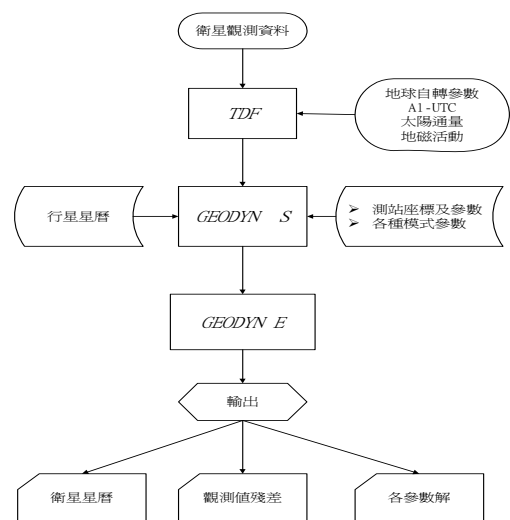 衛星觀測資料
TDF
地球自轉參數
A1-UTC
太陽通量
地磁活動
行星星曆
GEODYN S
➢ 測站座標及參數
➢ 各種模式參數
GEODYN E
輸出
衛星星曆
觀測值殘差
各參數解